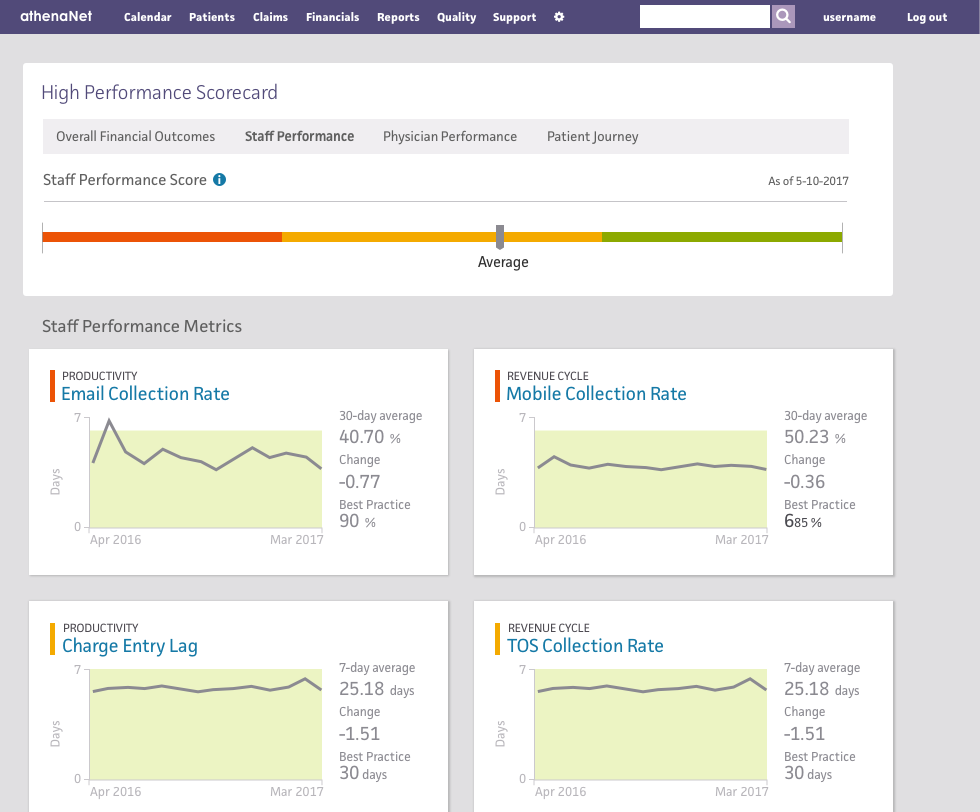 athenaNet Calendar Patients Claims Financials Reports Quality Support username Log out
High Performance Scorecard
Overall Financial Outcomes Staff Performance Physician Performance Patient Journey
Staff Performance Score As of 5-10-2017
Average
Staff Performance Metrics
PRODUCTIVITY
Email Collection Rate
7
Days
0
Apr 2016 Mar 2017
30-day average
40.70 %
Change
-0.77
Best Practice
90 %
REVENUE CYCLE
Mobile Collection Rate
7
Days
0
Apr 2016 Mar 2017
30-day average
50.23 %
Change
-0.36
Best Practice
685 %
PRODUCTIVITY
Charge Entry Lag
7
Days
0
Apr 2016 Mar 2017
7-day average
25.18 days
Change
-1.51
Best Practice
30 days
REVENUE CYCLE
TOS Collection Rate
7
Days
0
Apr 2016 Mar 2017
7-day average
25.18 days
Change
-1.51
Best Practice
30 days